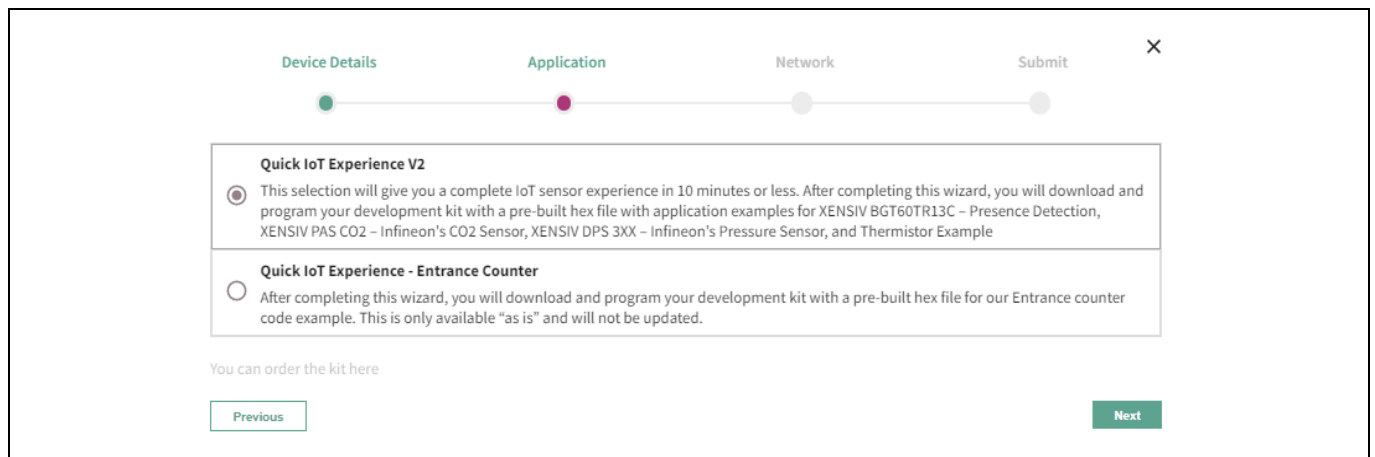 Device Details
Application
Network
Submit
Quick IoT Experience V2
This selection will give you a complete IoT sensor experience in 10 minutes or less. After completing this wizard, you will download and
program your development kit with a pre-built hex file with application examples for XENSIV BGT60TR13C – Presence Detection,
XENSIV PAS CO2 – Infineon's CO2 Sensor, XENSIV DPS 3XX – Infineon's Pressure Sensor, and Thermistor Example
Quick IoT Experience - Entrance Counter
After completing this wizard, you will download and program your development kit with a pre-built hex file for our Entrance counter
code example. This is only available “as is” and will not be updated.
You can order the kit here
Previous
Next